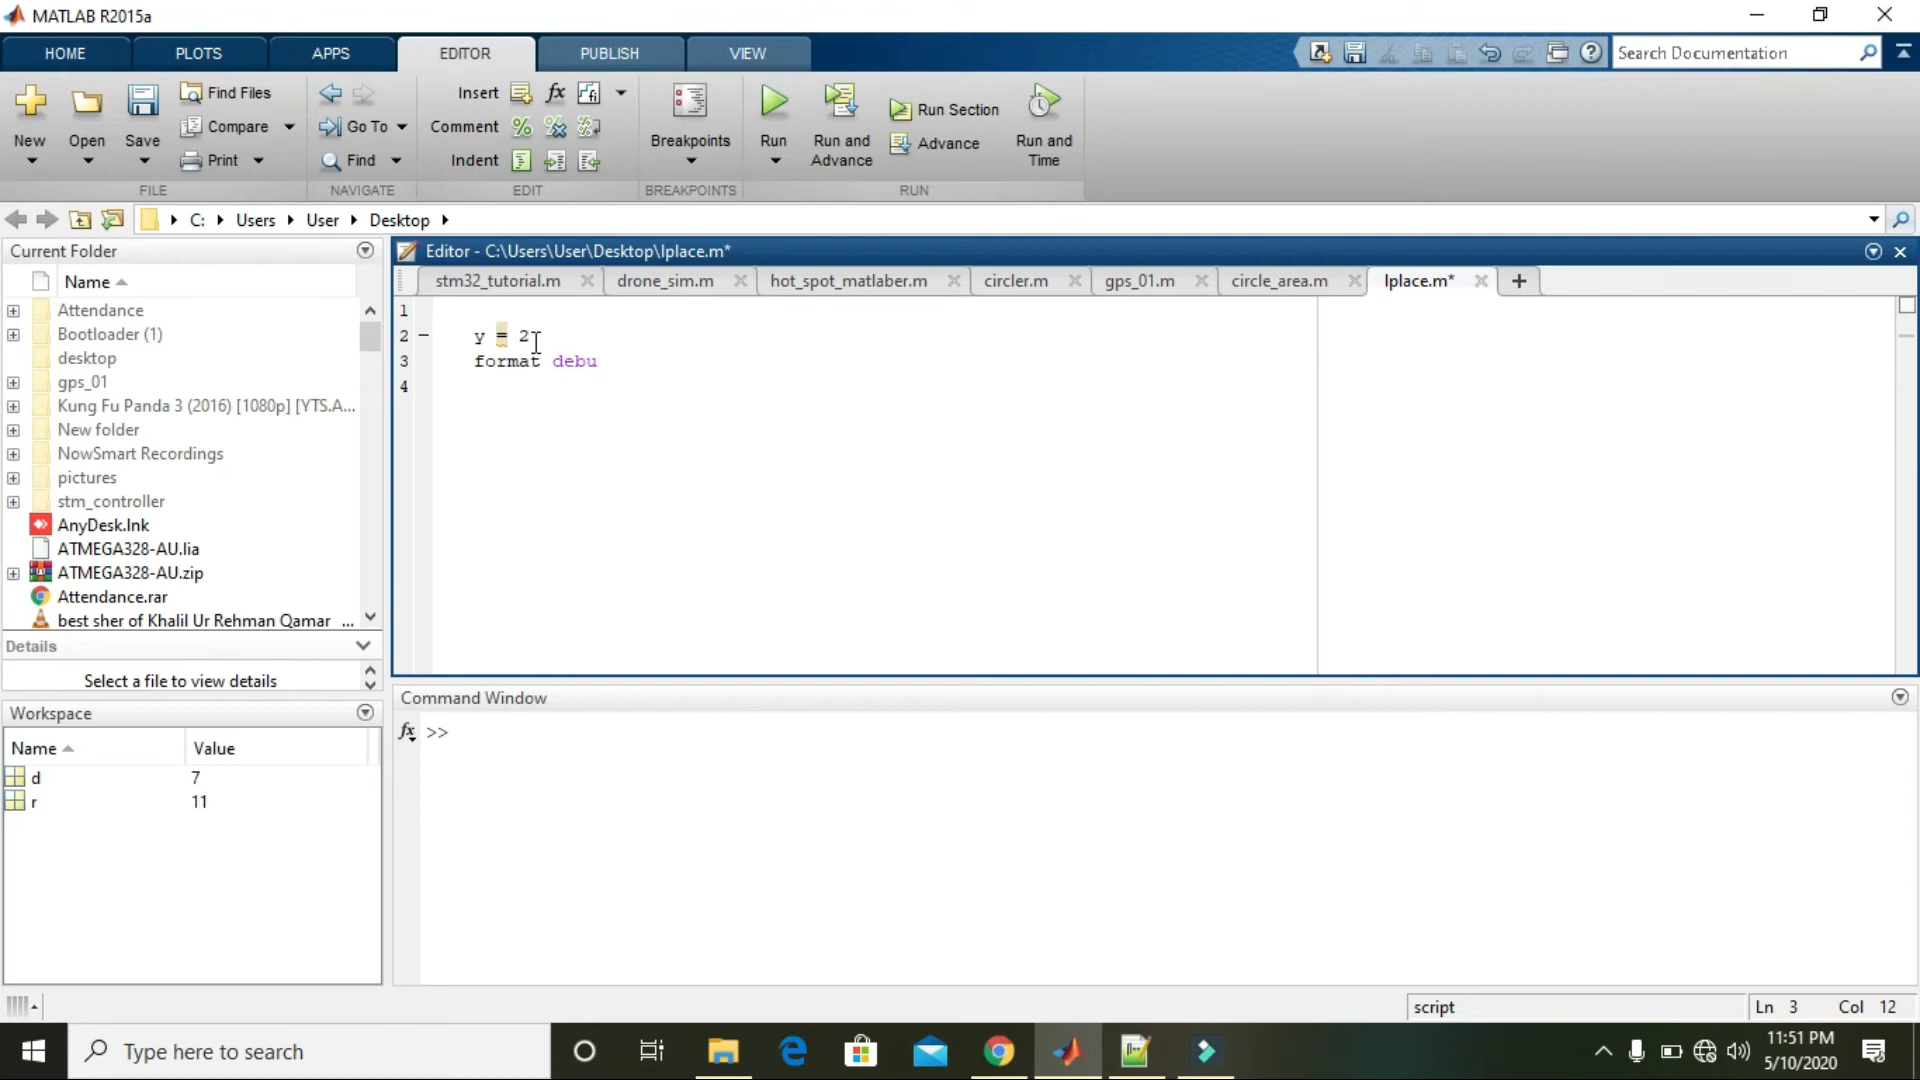 MATLAB R2015a
HOME PLOTS APPS EDITOR PUBLISH VIEW Search Documentation
New Open Save Find Files Compare Print
FILE
Go To Find
NAVIGATE
Insert fx
Comment
Indent
EDIT
Breakpoints
BREAKPOINTS
Run Run and Advance Run Section Advance Run and Time
RUN
C: Users User Desktop
Current Folder
Name
Attendance
Bootloader (1)
desktop
gps_01
Kung Fu Panda 3 (2016) [1080p] [YTS.A...
New folder
NowSmart Recordings
pictures
stm_controller
AnyDesk.lnk
ATMEGA328-AU.lia
ATMEGA328-AU.zip
Attendance.rar
best sher of Khalil Ur Rehman Qamar ...
Details
Select a file to view details
Workspace
Name Value
d 7
r 11
Editor - C:\Users\User\Desktop\lplace.m*
stm32_tutorial.m drone_sim.m hot_spot_matlaber.m circler.m gps_01.m circle_area.m lplace.m*
1
2 – y = 2
3 format debu
4
Command Window
fx >>
script Ln 3 Col 12
Type here to search
11:51 PM
5/10/2020